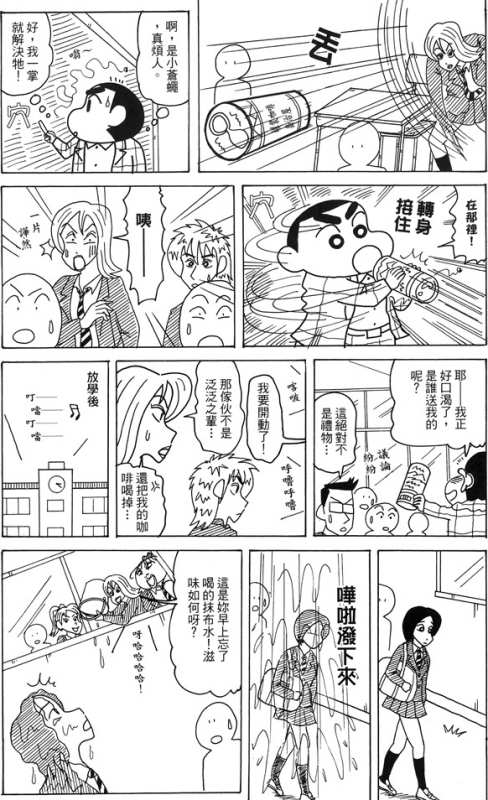 丟
啊，是小蒼蠅
，真煩人。
嗡
好，我一掌
就解決牠！
在那裡！
轉身
接住
咦
一片
譁然
耶，我正
好口渴了，
是誰送我的
呢？
議論
紛紛
這絕對不
是禮物…
我要開動了！
呼嚕呼嚕
那傢伙不是
泛泛之輩…
還把我的咖
啡喝掉…
放學後
叮
噹
叮
噹
嘩啦潑下來
這是妳早上忘了
喝的抹布水！滋
味如何呀？
呀哈哈哈哈！